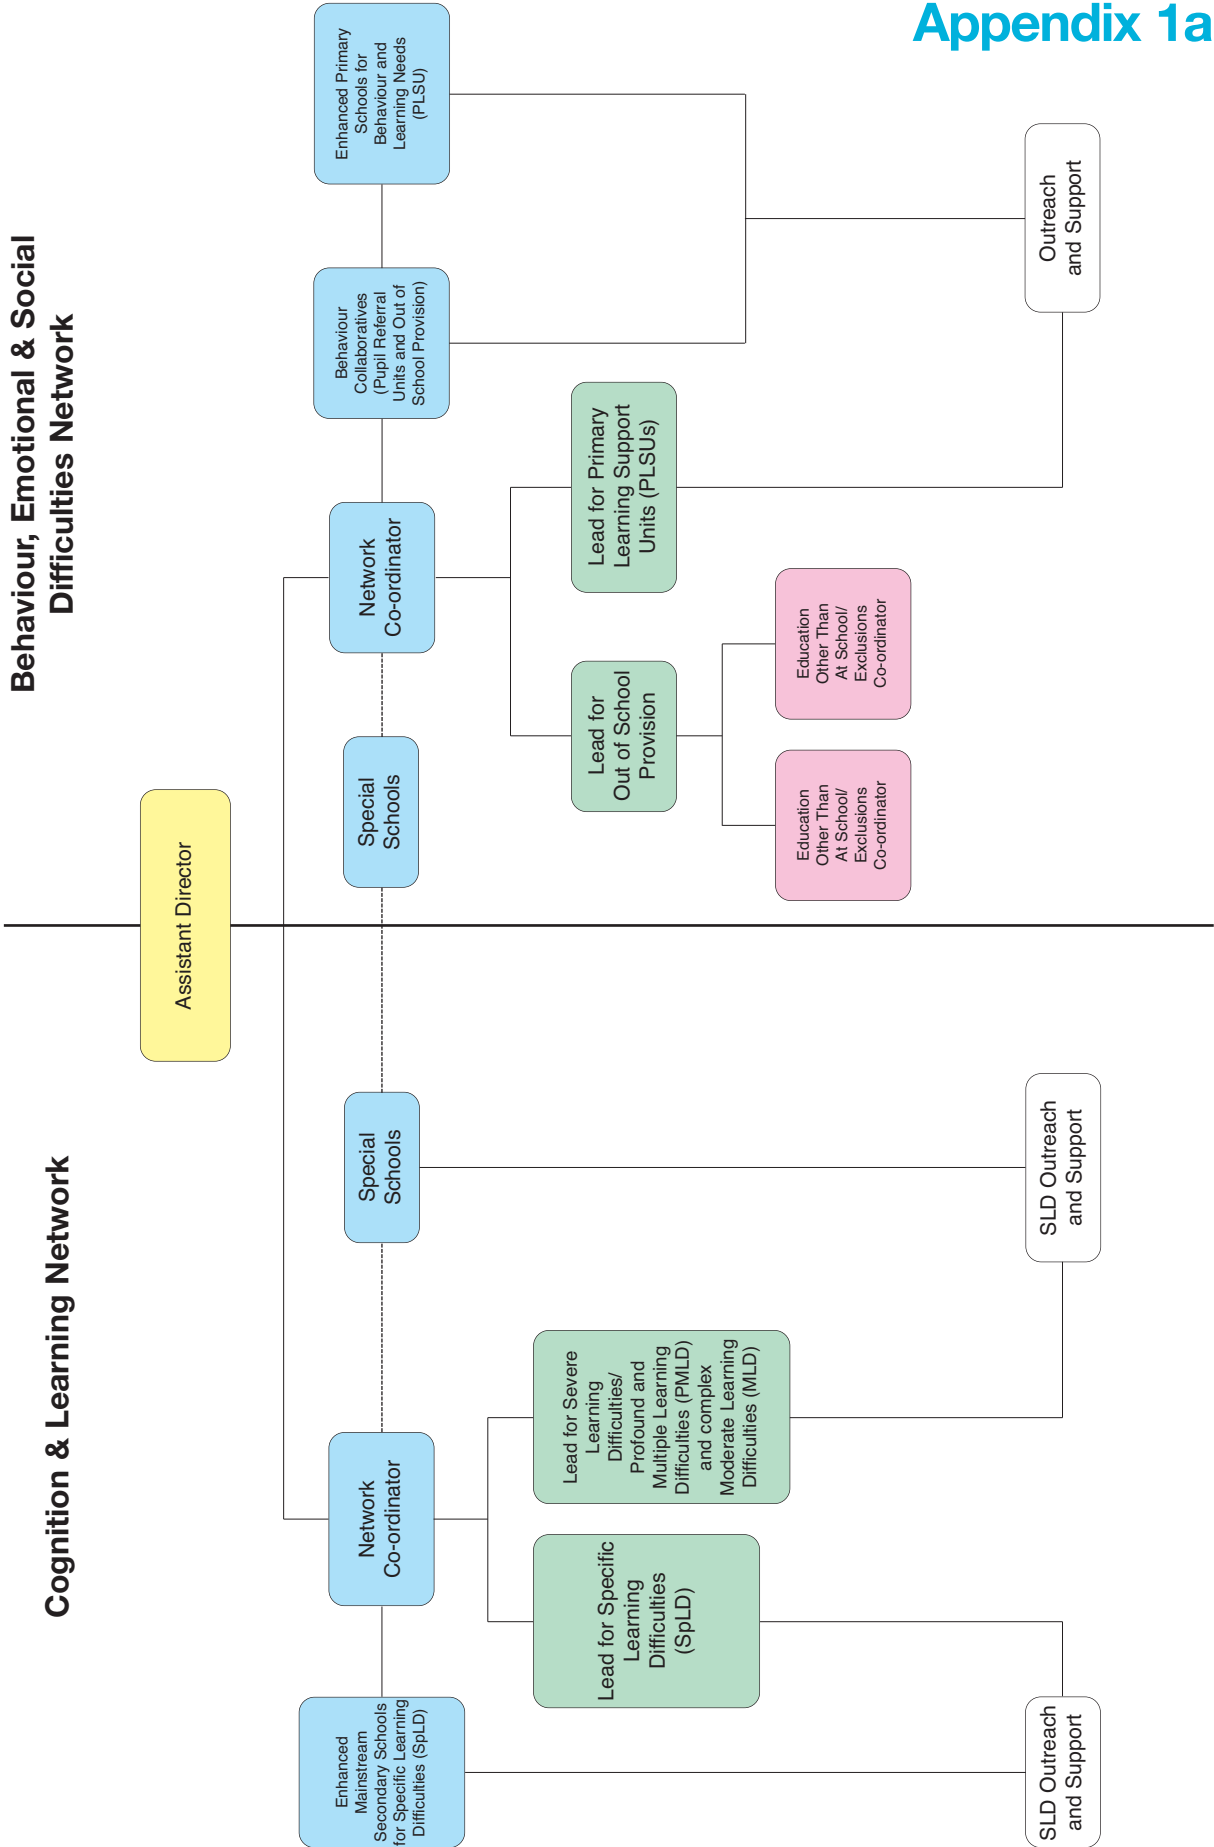 Appendix 1a
Cognition & Learning Network
Behaviour, Emotional & Social
Difficulties Network
Assistant Director
Enhanced
Mainstream
Secondary Schools
for Specific Learning
Difficulties (SpLD)
Network
Co-ordinator
Special
Schools
Special
Schools
Network
Co-ordinator
Behaviour
Collaboratives
(Pupil Referral
Units and Out of
School Provision)
Enhanced Primary
Schools for
Behaviour and
Learning Needs
(PLSU)
Lead for Specific
Learning
Difficulties
(SpLD)
Lead for Severe
Learning
Difficulties/
Profound and
Multiple Learning
Difficulties (PMLD)
and complex
Moderate Learning
Difficulties (MLD)
Lead for
Out of School
Provision
Lead for Primary
Learning Support
Units (PLSUs)
Education
Other Than
At School/
Exclusions
Co-ordinator
Education
Other Than
At School/
Exclusions
Co-ordinator
SLD Outreach
and Support
SLD Outreach
and Support
Outreach
and Support